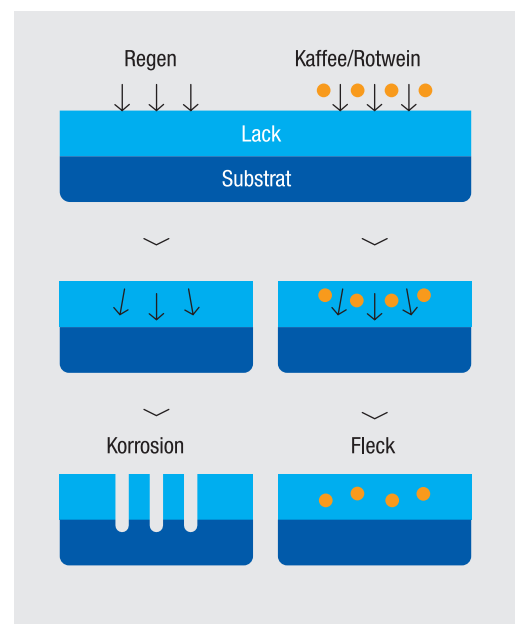 Regen
Kaffee/Rotwein
Lack
Substrat
Korrosion
Fleck